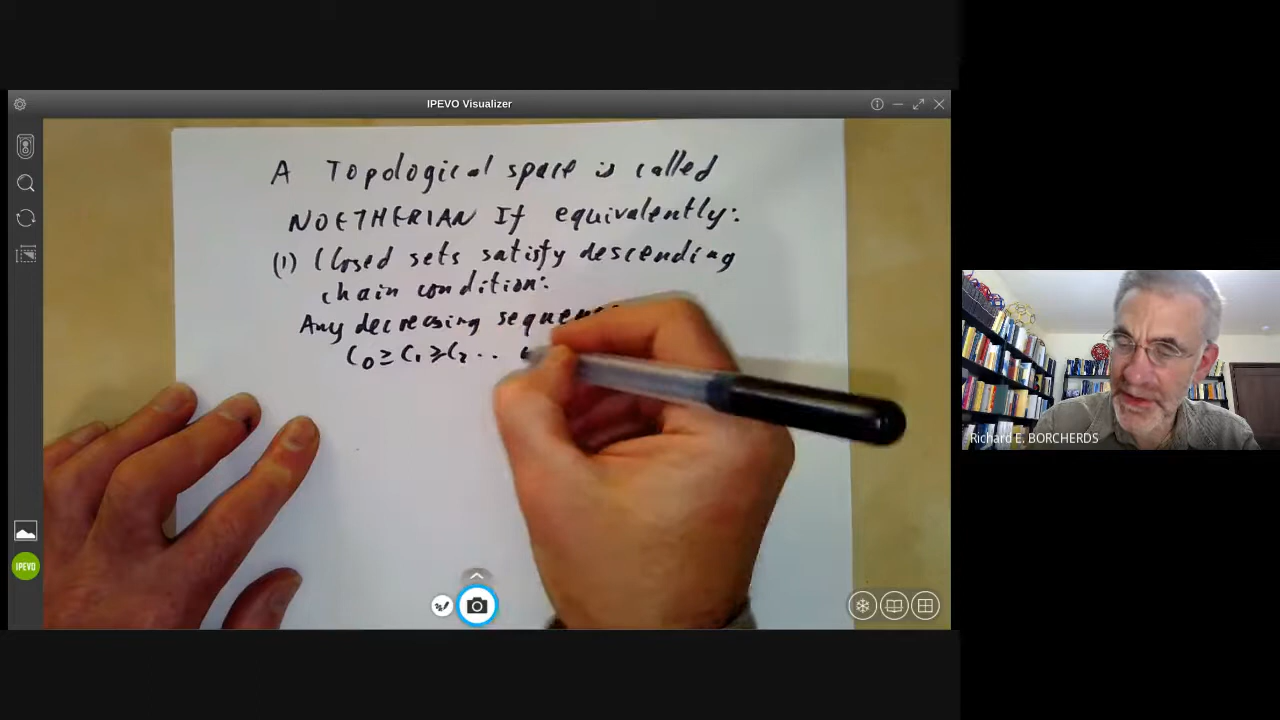 IPEVO Visualizer
A Topological space is called
NOETHERIAN If equivalently:
(1) Closed sets satisfy descending
chain condition:
Any decreasing
C₀ ≥ C₁ ≥ C₂ ..
Richard E. BORCHERDS
IPEVO